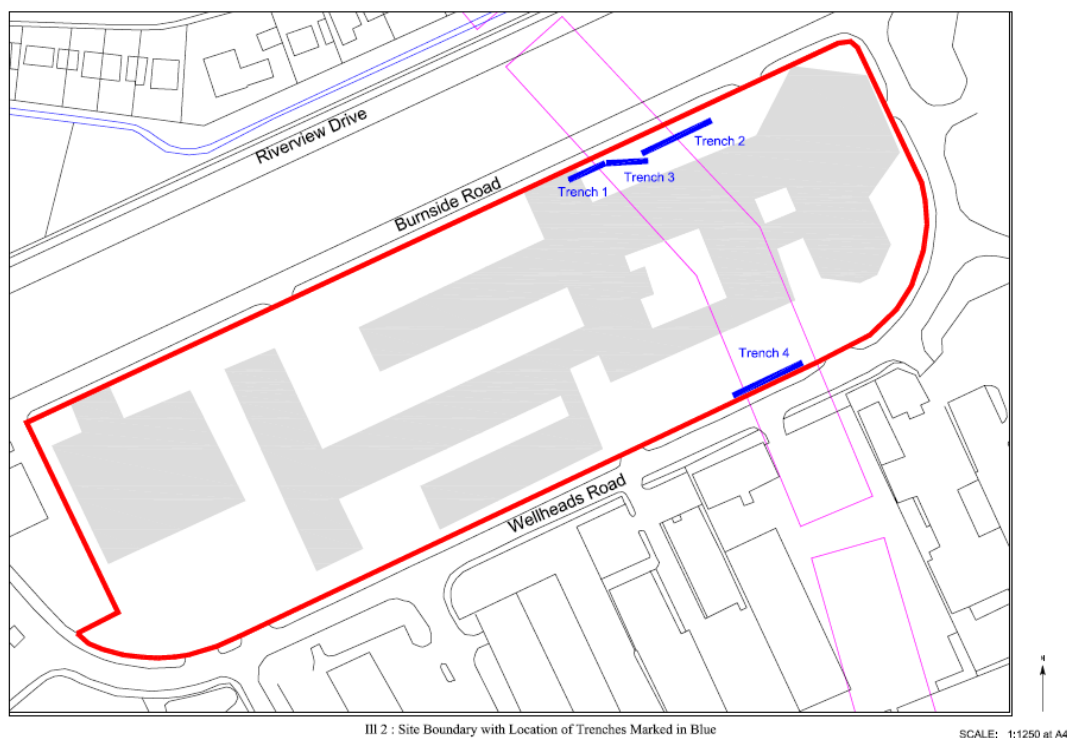 Riverview Drive
Burnside Road
Trench 2
Trench 3
Trench 1
Trench 4
Wellheads Road
N
Ill 2 : Site Boundary with Location of Trenches Marked in Blue
SCALE: 1:1250 at A4